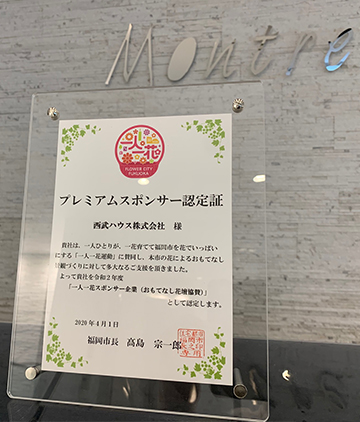 Montre
一人一花
FLOWER CITY
FUKUOKA
プレミアムスポンサー認定証
西武ハウス株式会社 様
貴社は、一人ひとりが、一花育てて福岡市を花でいっぱい
にする「一人一花運動」に賛同し、本市の花によるおもてなし
景観づくりに対して多大なるご支援を頂きました。
よって貴社を令和2年度
「一人一花スポンサー企業（おもてなし花壇協賛）」
として認定します。
2020年4月1日
福岡市長 高島 宗一郎